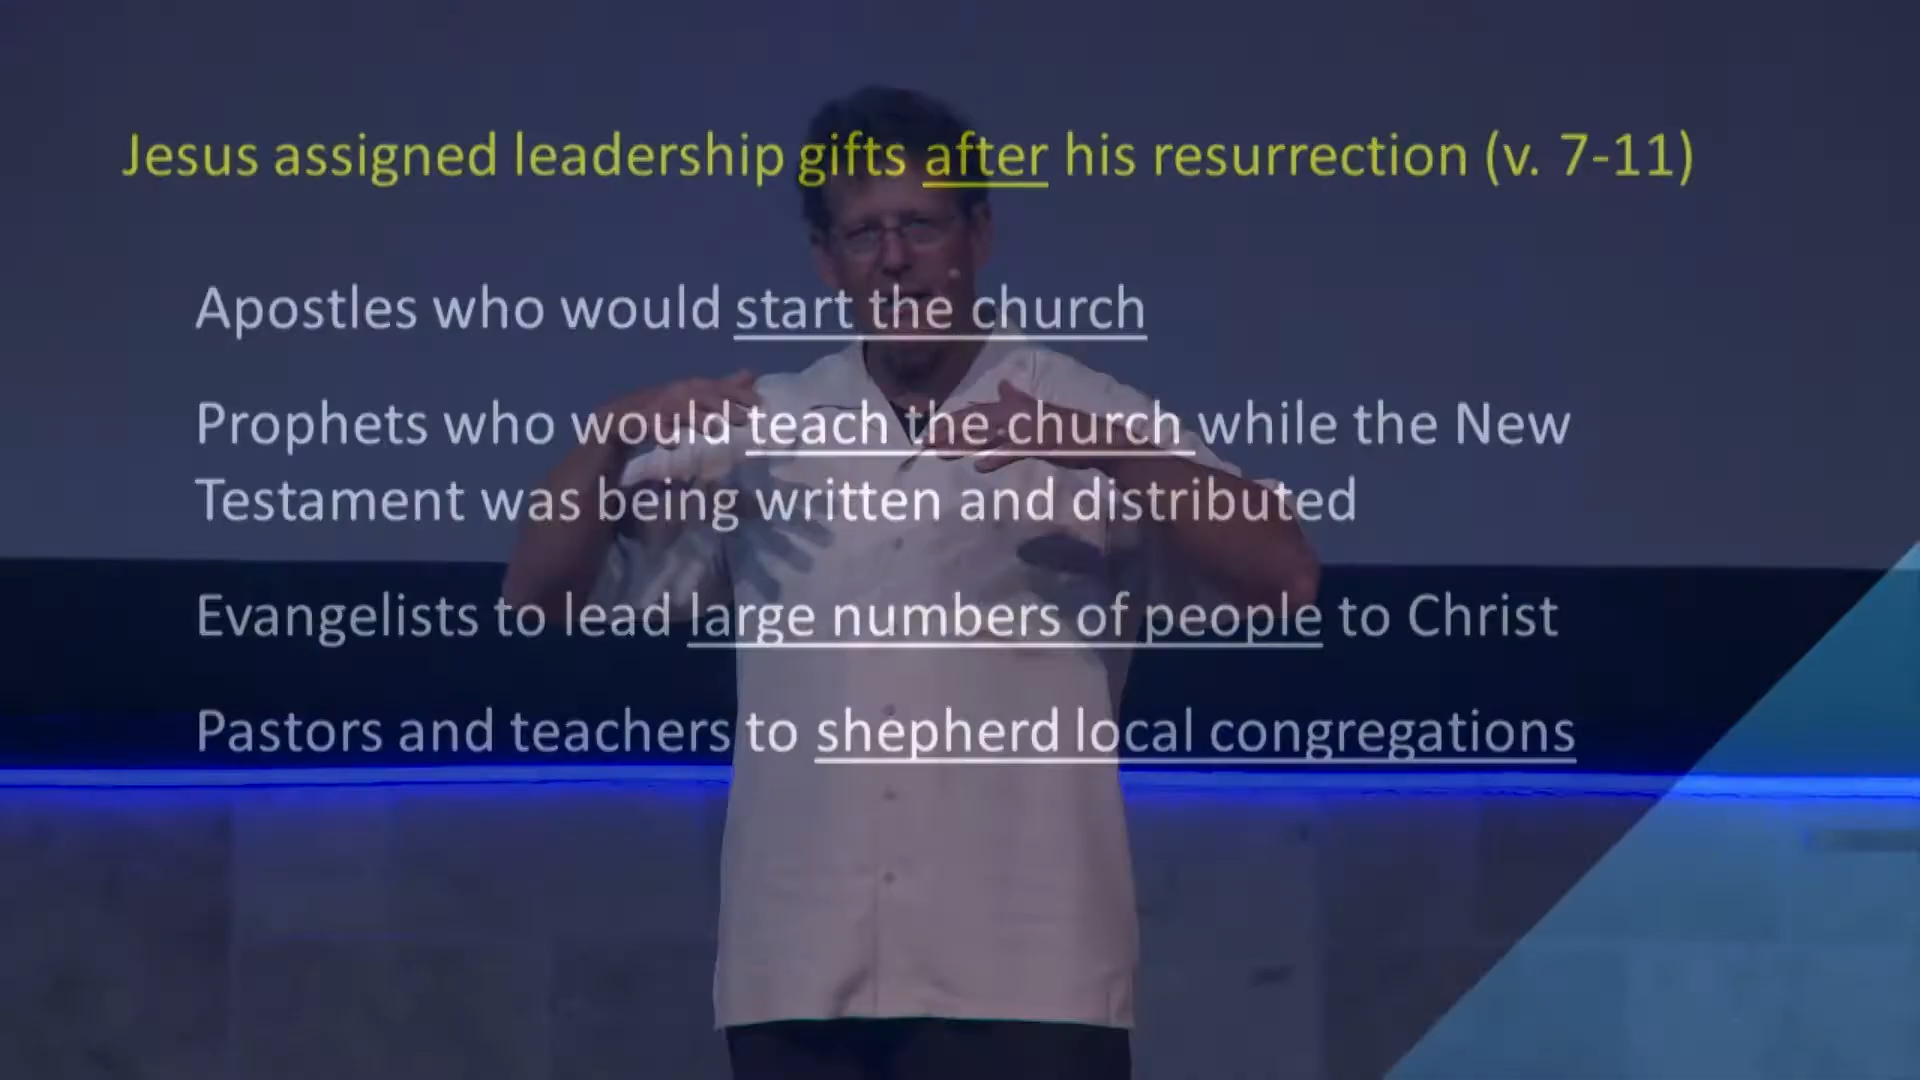 Jesus assigned leadership gifts after his resurrection (v. 7-11)
Apostles who would start the church
Prophets who would teach the church while the New
Testament was being written and distributed
Evangelists to lead large numbers of people to Christ
Pastors and teachers to shepherd local congregations